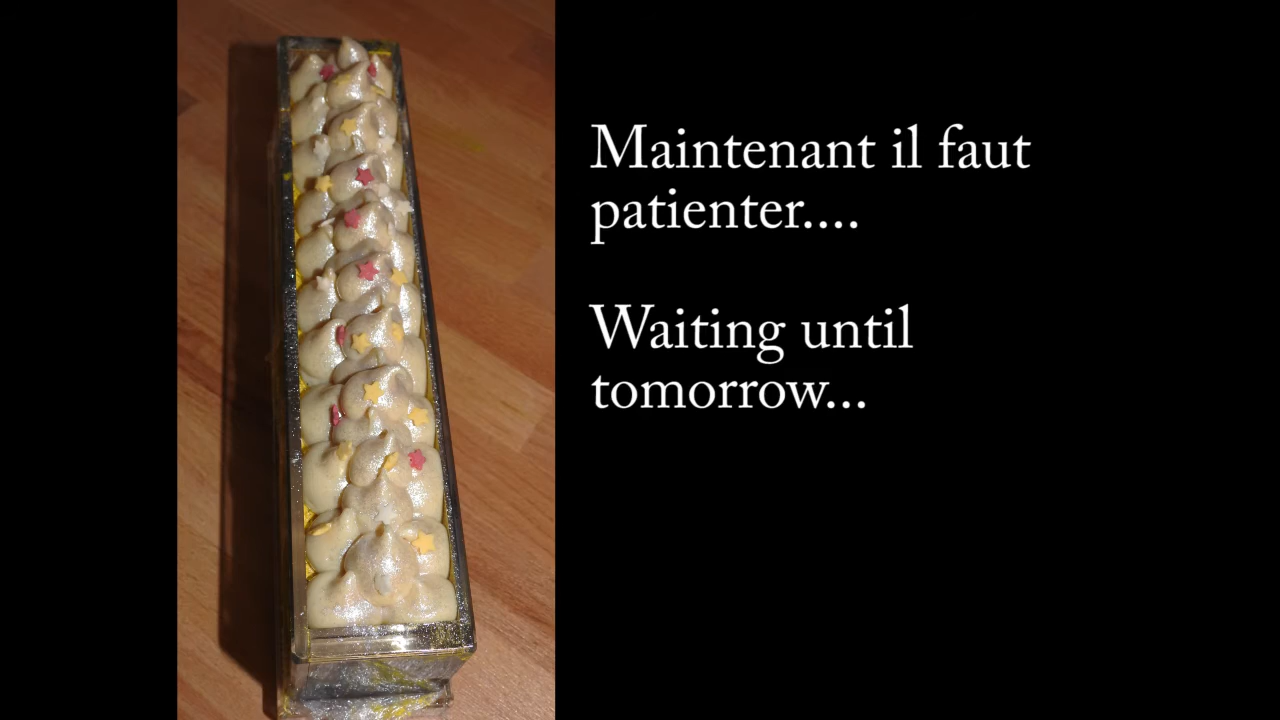 Maintenant il faut
patienter....
Waiting until
tomorrow...